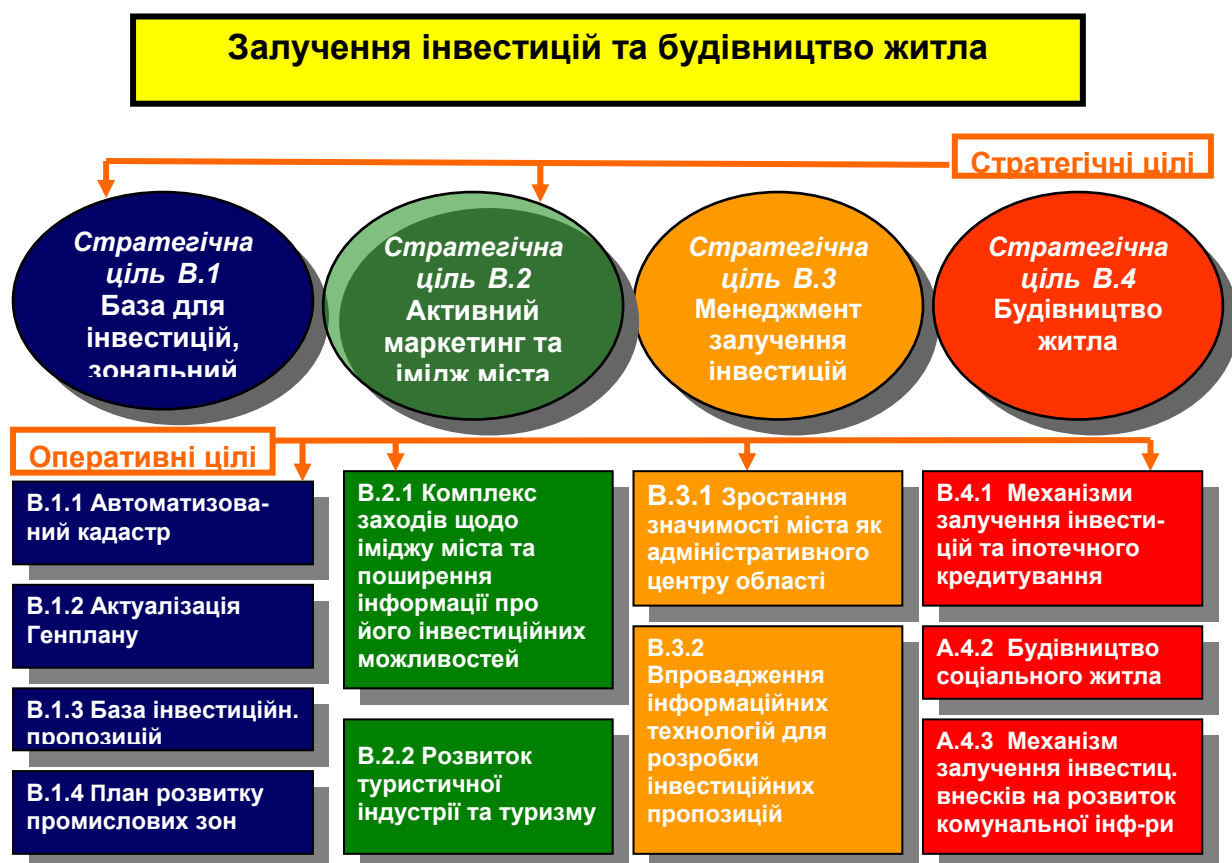 Залучення інвестицій та будівництво житла
Стратегічні цілі
Стратегічна
ціль В.1
База для
інвестицій,
зональний
Стратегічна
ціль В.2
Активний
маркетинг та
імідж міста
Стратегічна
ціль В.3
Менеджмент
залучення
інвестицій
Стратегічна
ціль В.4
Будівництво
житла
Оперативні цілі
В.1.1 Автоматизова-
ний кадастр
В.1.2 Актуалізація
Генплану
В.1.3 База інвестиційн.
пропозицій
В.1.4 План розвитку
промислових зон
В.2.1 Комплекс
заходів щодо
іміджу міста та
поширення
інформації про
його інвестиційних
можливостей
В.2.2 Розвиток
туристичної
індустрії та туризму
В.3.1 Зростання
значимості міста як
адміністративного
центру області
В.3.2
Впровадження
інформаційних
технологій для
розробки
інвестиційних
пропозицій
В.4.1 Механізми
залучення інвести-
цій та іпотечного
кредитування
А.4.2 Будівництво
соціального житла
А.4.3 Механізм
залучення інвестиц.
внесків на розвиток
комунальної інф-ри